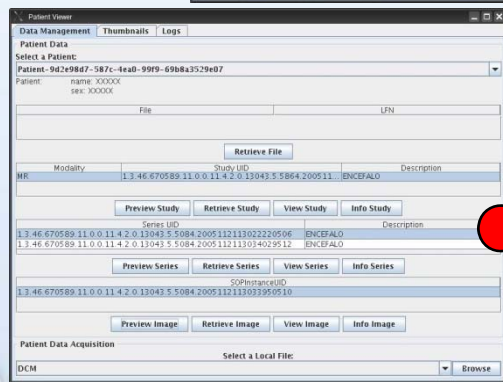 Patient Viewer
Data Management Thumbnails Logs
Patient Data
Select a Patient:
Patient-9d2e98d7-587c-4ea0-99f9-69b8a3529e07
Patient: name: XXXXX
sex: XXXXX
File LFN
Retrieve File
Modality Study UID Description
MR 1.3.46.670589.11.0.0.11.4.2.0.13043.5.5864.200511... ENCEFALO
Preview Study Retrieve Study View Study Info Study
Series UID Description
1.3.46.670589.11.0.0.11.4.2.0.13043.5.5084.2005112113022220506 ENCEFALO
1.3.46.670589.11.0.0.11.4.2.0.13043.5.5084.2005112113034029512 ENCEFALO
Preview Series Retrieve Series View Series Info Series
SOPInstanceUID
1.3.46.670589.11.0.0.11.4.2.0.13043.5.5084.2005112113033950510
Preview Image Retrieve Image View Image Info Image
Patient Data Acquisition
Select a Local File:
DCM Browse